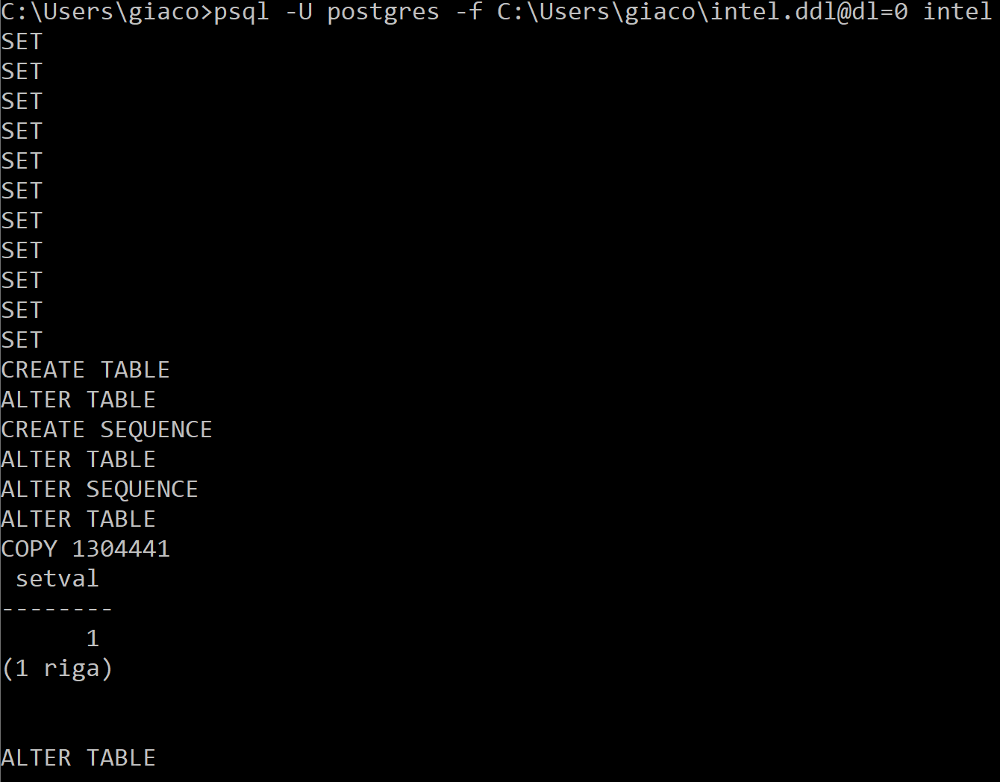 C:\Users\giaco>psql -U postgres -f C:\Users\giaco\intel.ddl@dl=0 intel
SET
SET
SET
SET
SET
SET
SET
SET
SET
SET
SET
CREATE TABLE
ALTER TABLE
CREATE SEQUENCE
ALTER TABLE
ALTER SEQUENCE
ALTER TABLE
COPY 1304441
 setval
--------
      1
(1 riga)
ALTER TABLE